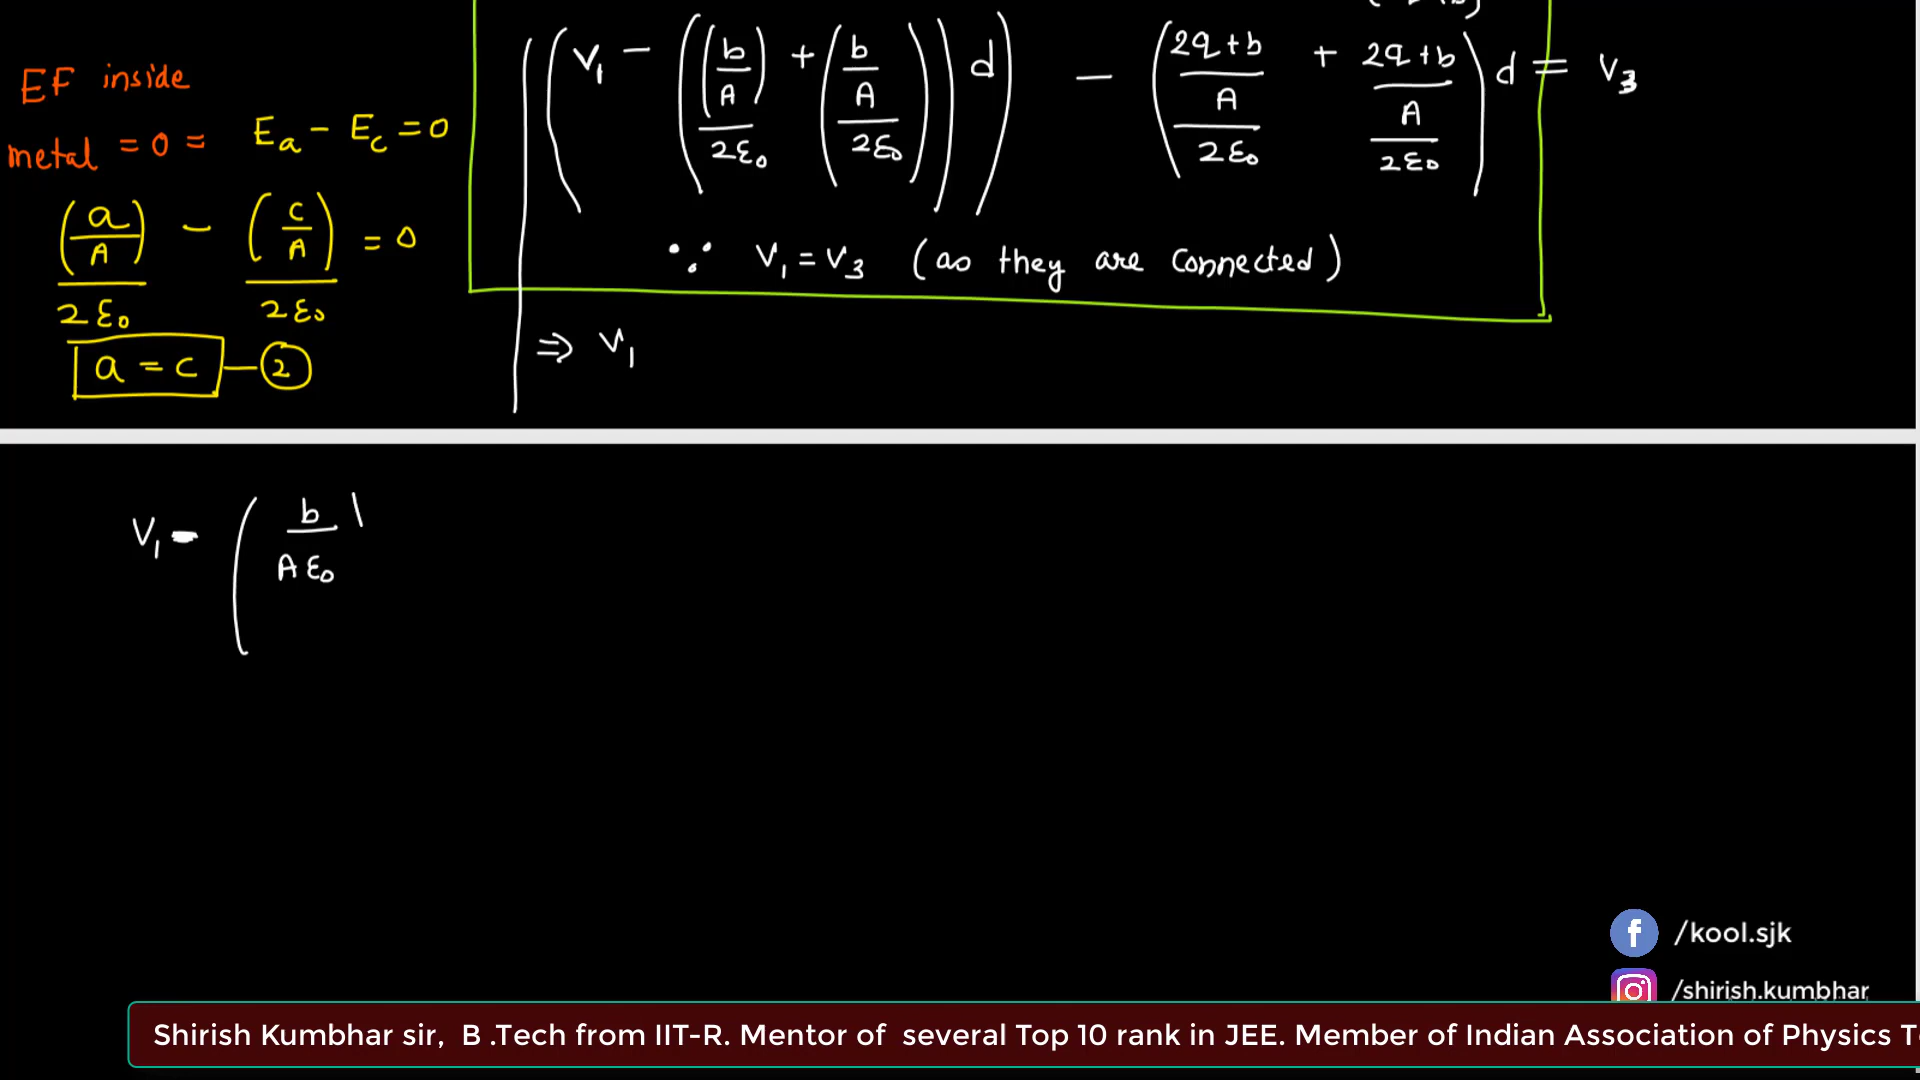 EF inside
metal = 0 = Ea - Ec = 0
(a/A)/2ε₀ - (c/A)/2ε₀ = 0
a = c — ②
((V₁ - (((b/A)/2ε₀) + ((b/A)/2ε₀))d) - (((2q+b)/A)/2ε₀ + ((2q+b)/A)/2ε₀)d = V₃
∵ V₁ = V₃ (as they are connected)
⇒ V₁
V₁ - (b/Aε₀
/kool.sjk
/shirish.kumbhar
Shirish Kumbhar sir, B .Tech from IIT-R. Mentor of several Top 10 rank in JEE. Member of Indian Association of Physics